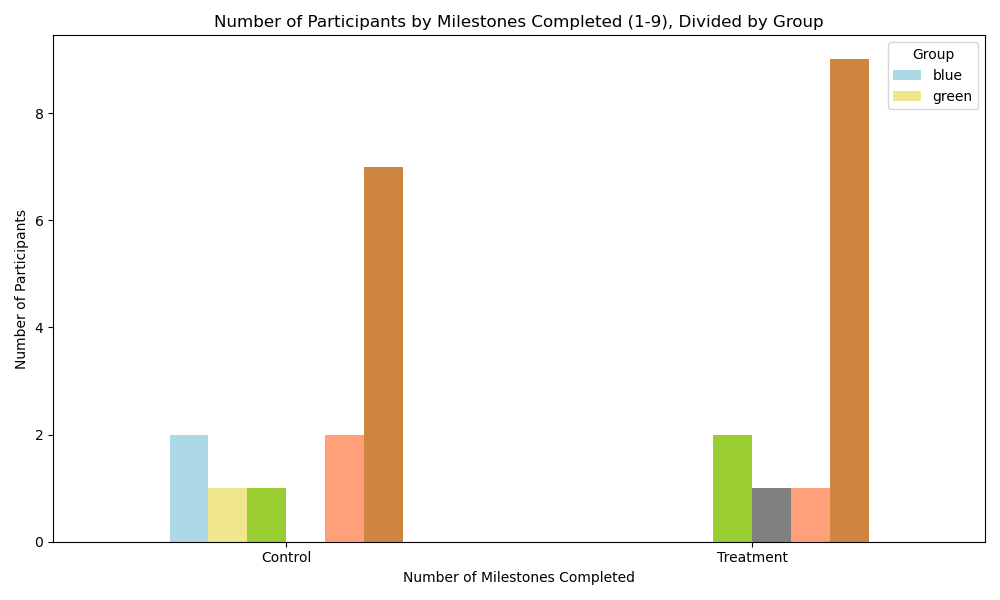 Number of Participants by Milestones Completed (1-9), Divided by Group
Group
blue
green
Number of Participants
8
6
4
2
0
Control
Treatment
Number of Milestones Completed